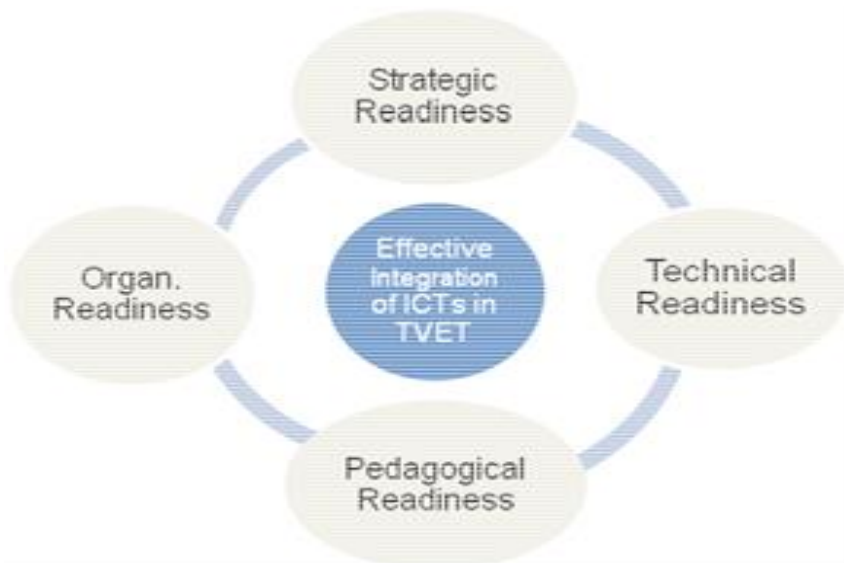 Strategic
Readiness
Organ.
Readiness
Effective
Integration
of ICTs in
TVET
Technical
Readiness
Pedagogical
Readiness